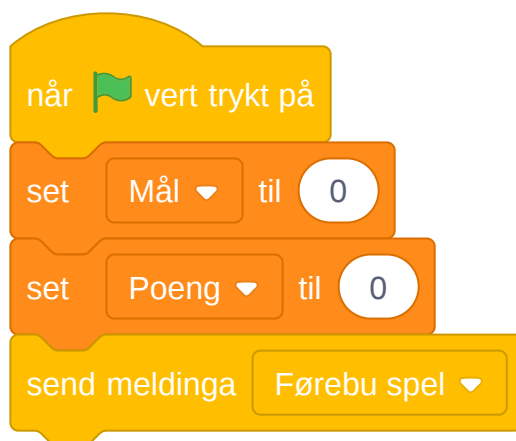 når vert trykt på
set Mål til 0
set Poeng til 0
send meldinga Førebu spel